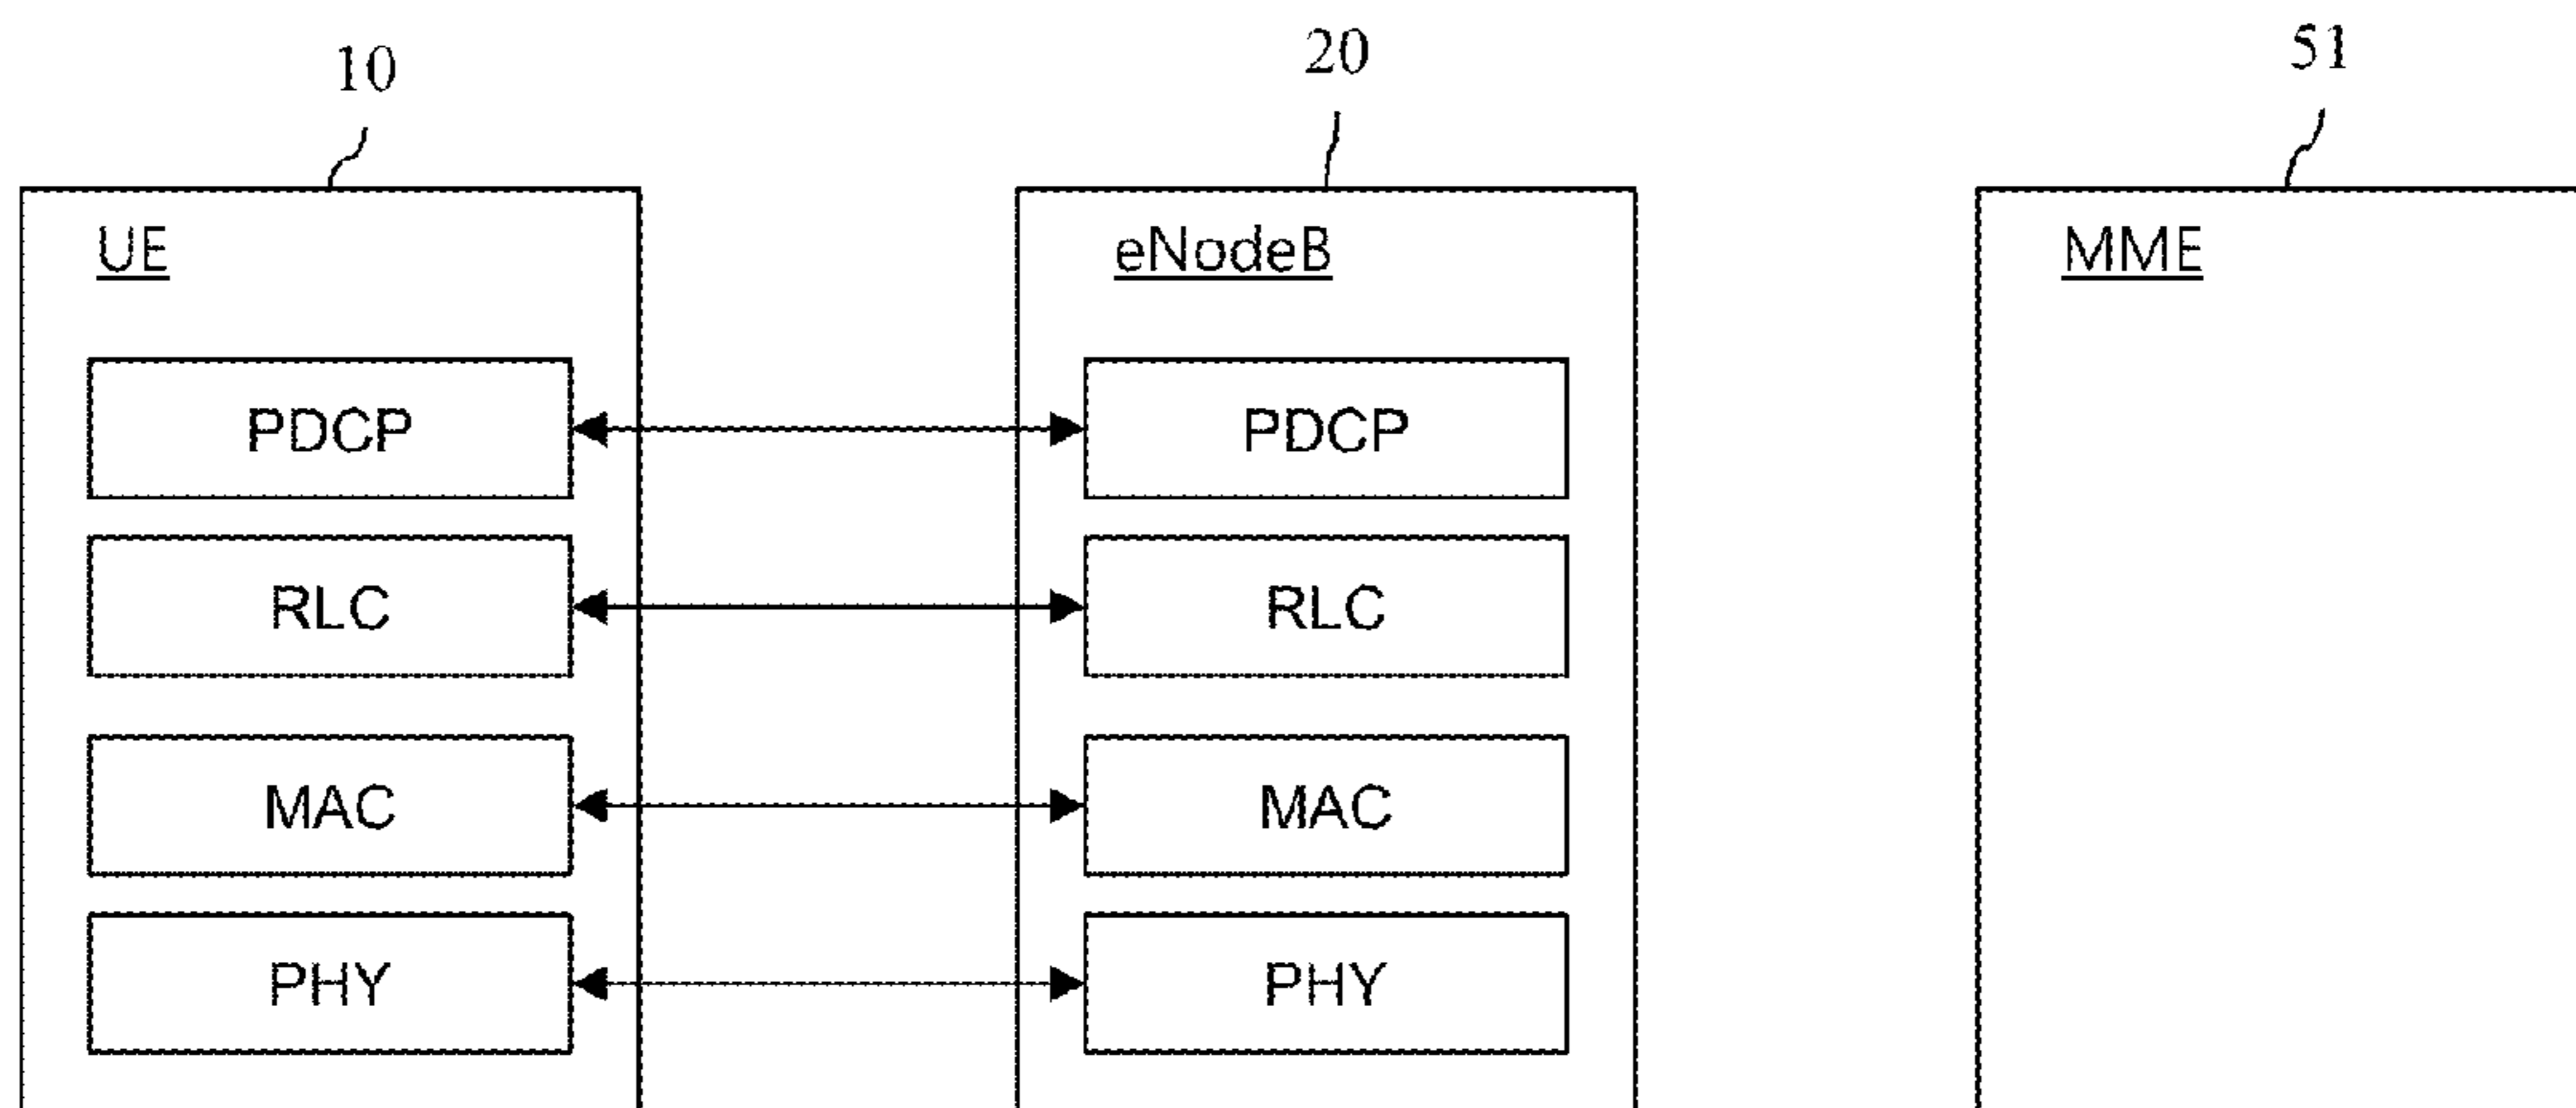 10 20 51
UE eNodeB MME
PDCP PDCP
RLC RLC
MAC MAC
PHY PHY